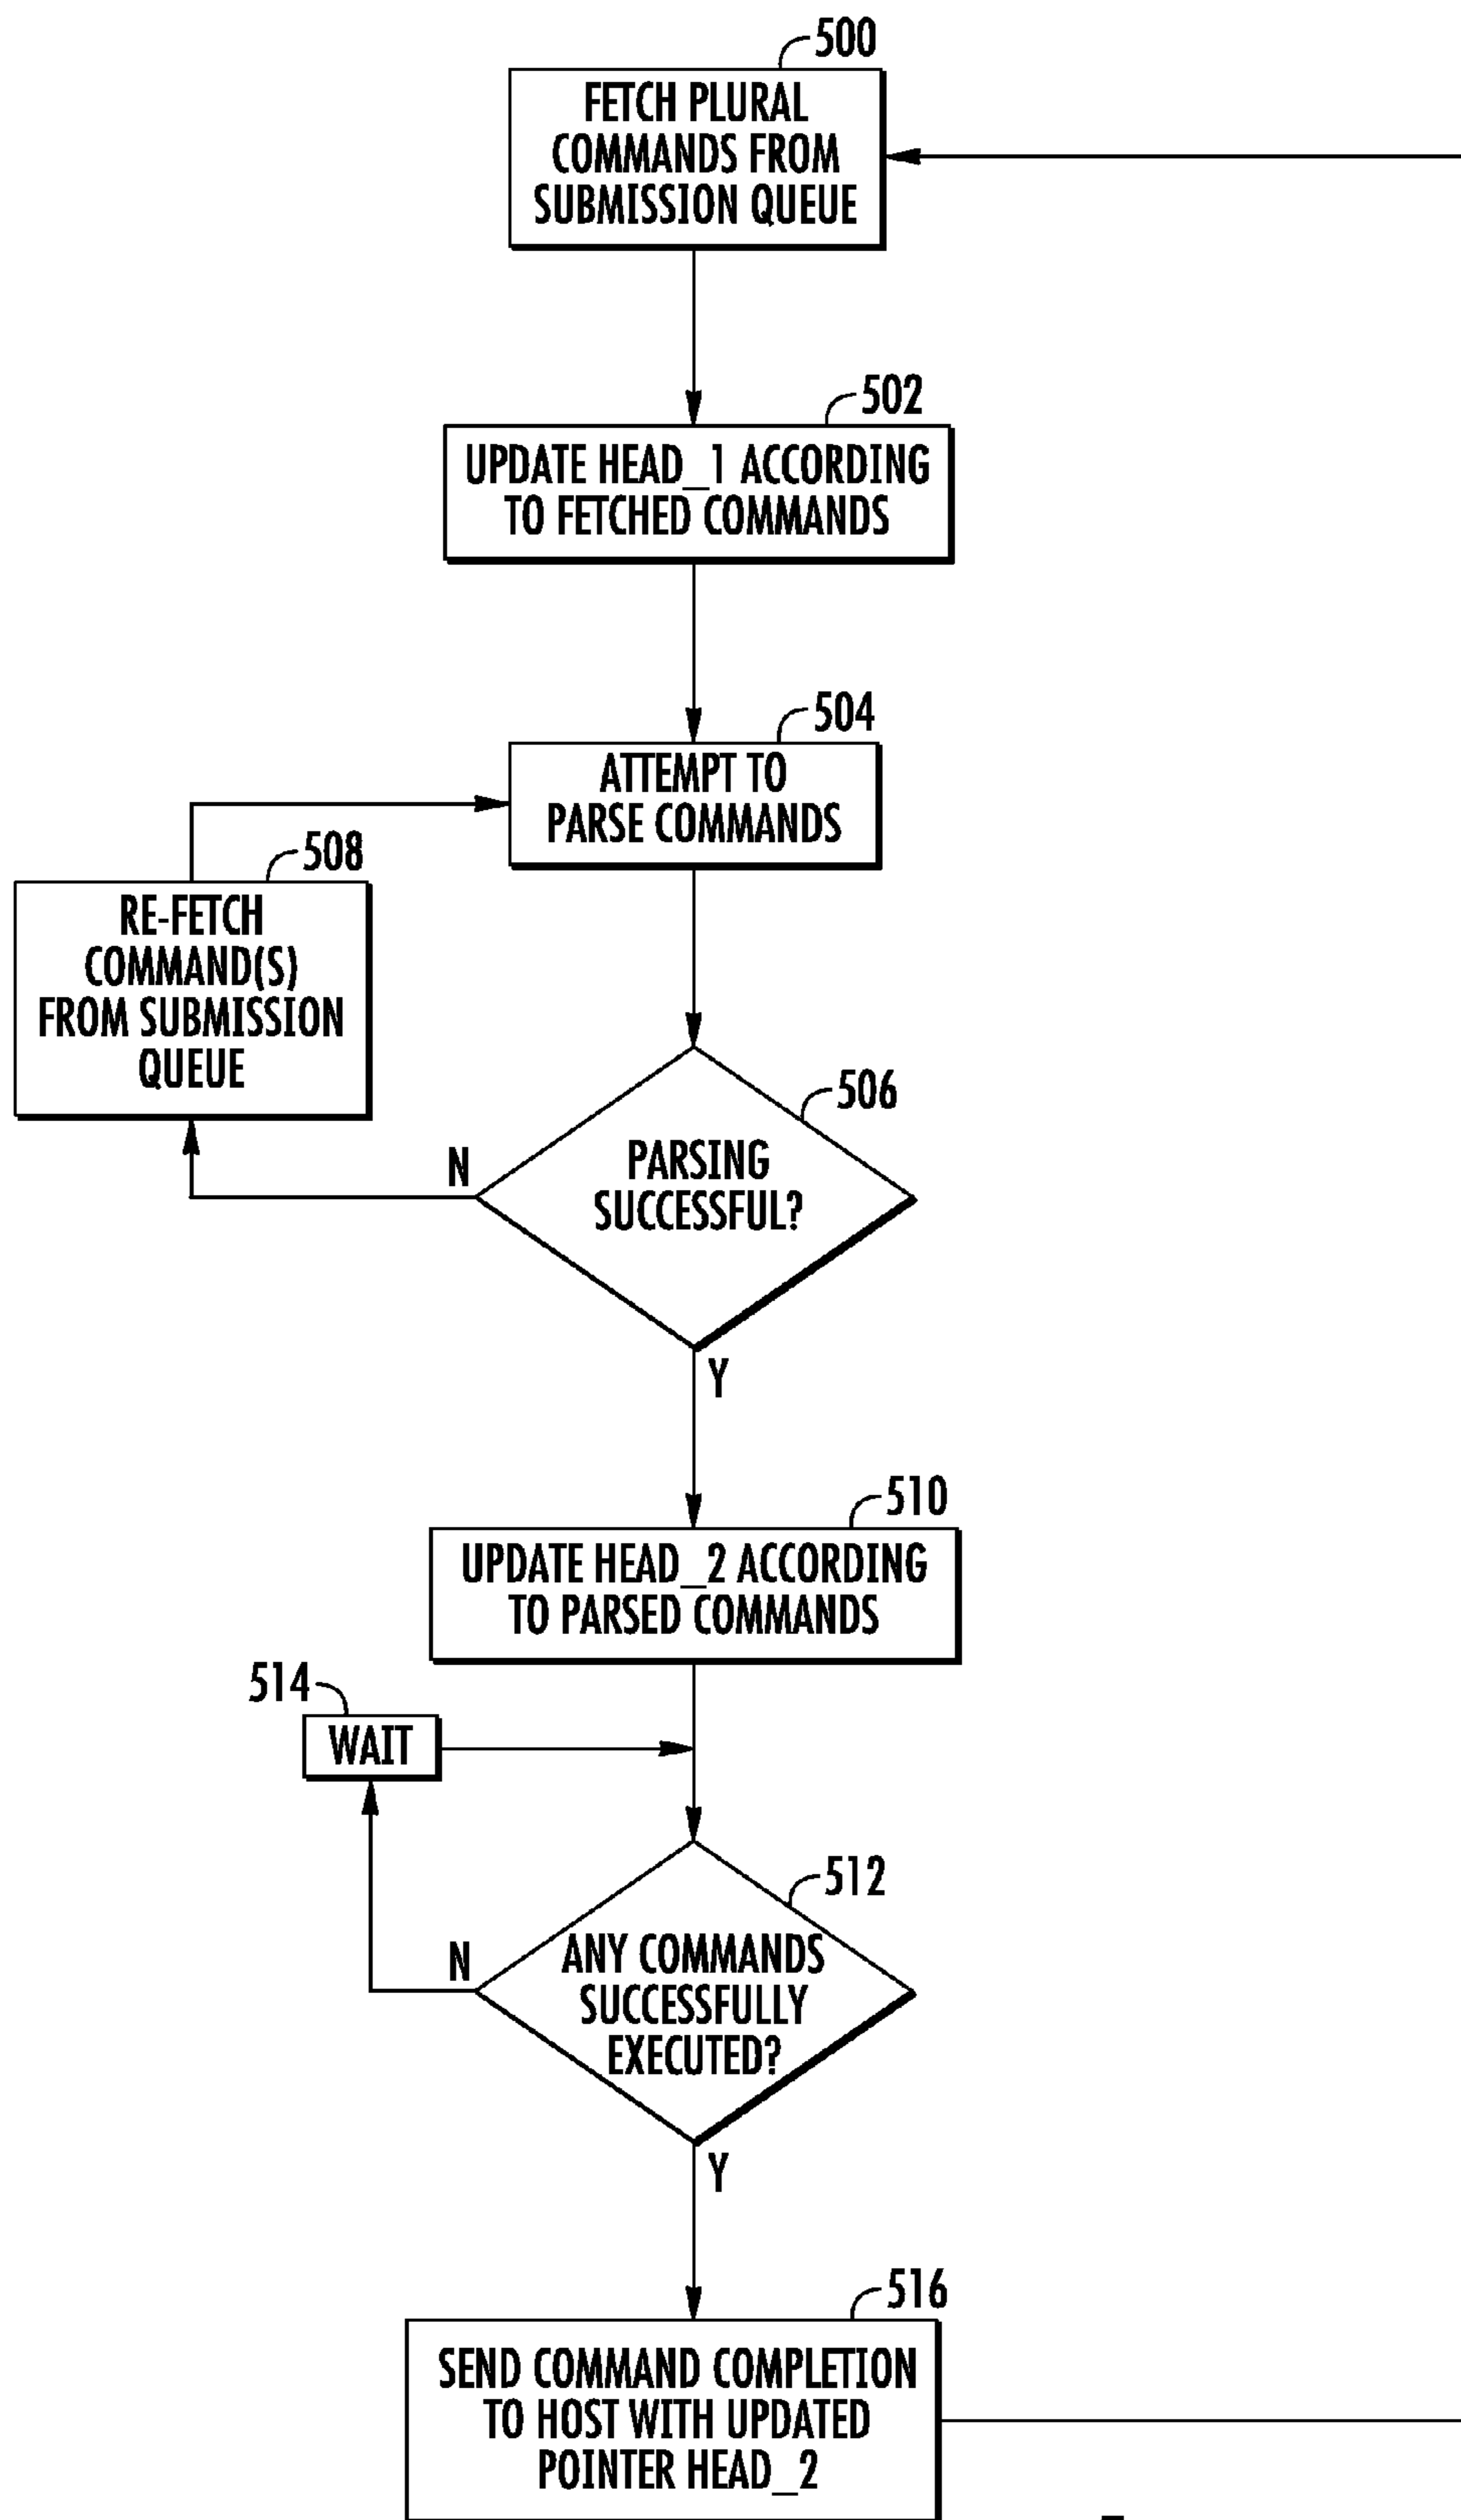 500
FETCH PLURAL
COMMANDS FROM
SUBMISSION QUEUE
502
UPDATE HEAD_1 ACCORDING
TO FETCHED COMMANDS
504
ATTEMPT TO
PARSE COMMANDS
508
RE-FETCH
COMMAND(S)
FROM SUBMISSION
QUEUE
506
PARSING
SUCCESSFUL?
N
Y
510
UPDATE HEAD_2 ACCORDING
TO PARSED COMMANDS
514
WAIT
512
ANY COMMANDS
SUCCESSFULLY
EXECUTED?
N
Y
516
SEND COMMAND COMPLETION
TO HOST WITH UPDATED
POINTER HEAD_2